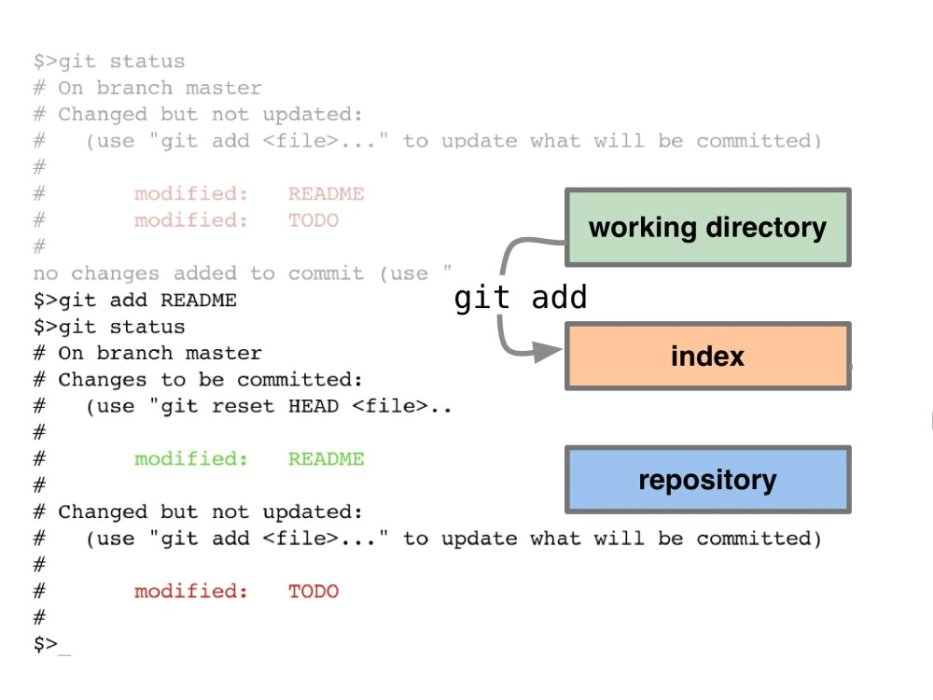 $>git status
# On branch master
# Changed but not updated:
#   (use "git add <file>..." to update what will be committed)
#
#       modified:   README
#       modified:   TODO
#
no changes added to commit (use "
$>git add README
$>git status
# On branch master
# Changes to be committed:
#   (use "git reset HEAD <file>..
#
#       modified:   README
#
# Changed but not updated:
#   (use "git add <file>..." to update what will be committed)
#
#       modified:   TODO
#
$>_
working directory
git add
index
repository